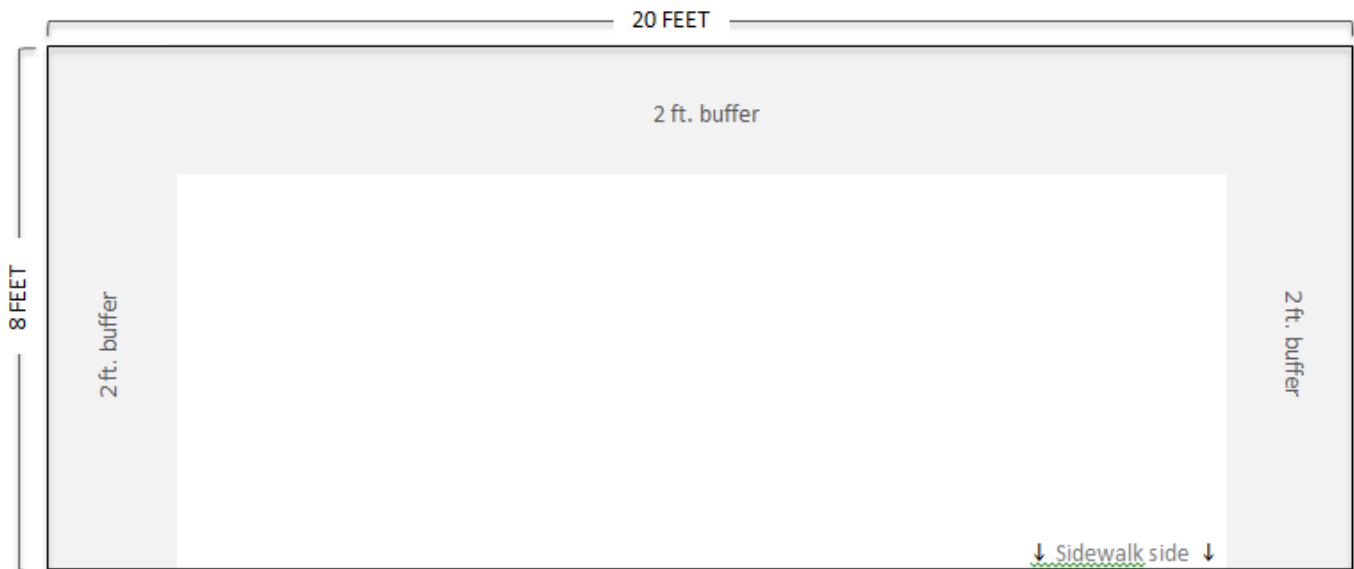 20 FEET
2 ft. buffer
8 FEET
2 ft. buffer
2 ft. buffer
↓ Sidewalk side ↓